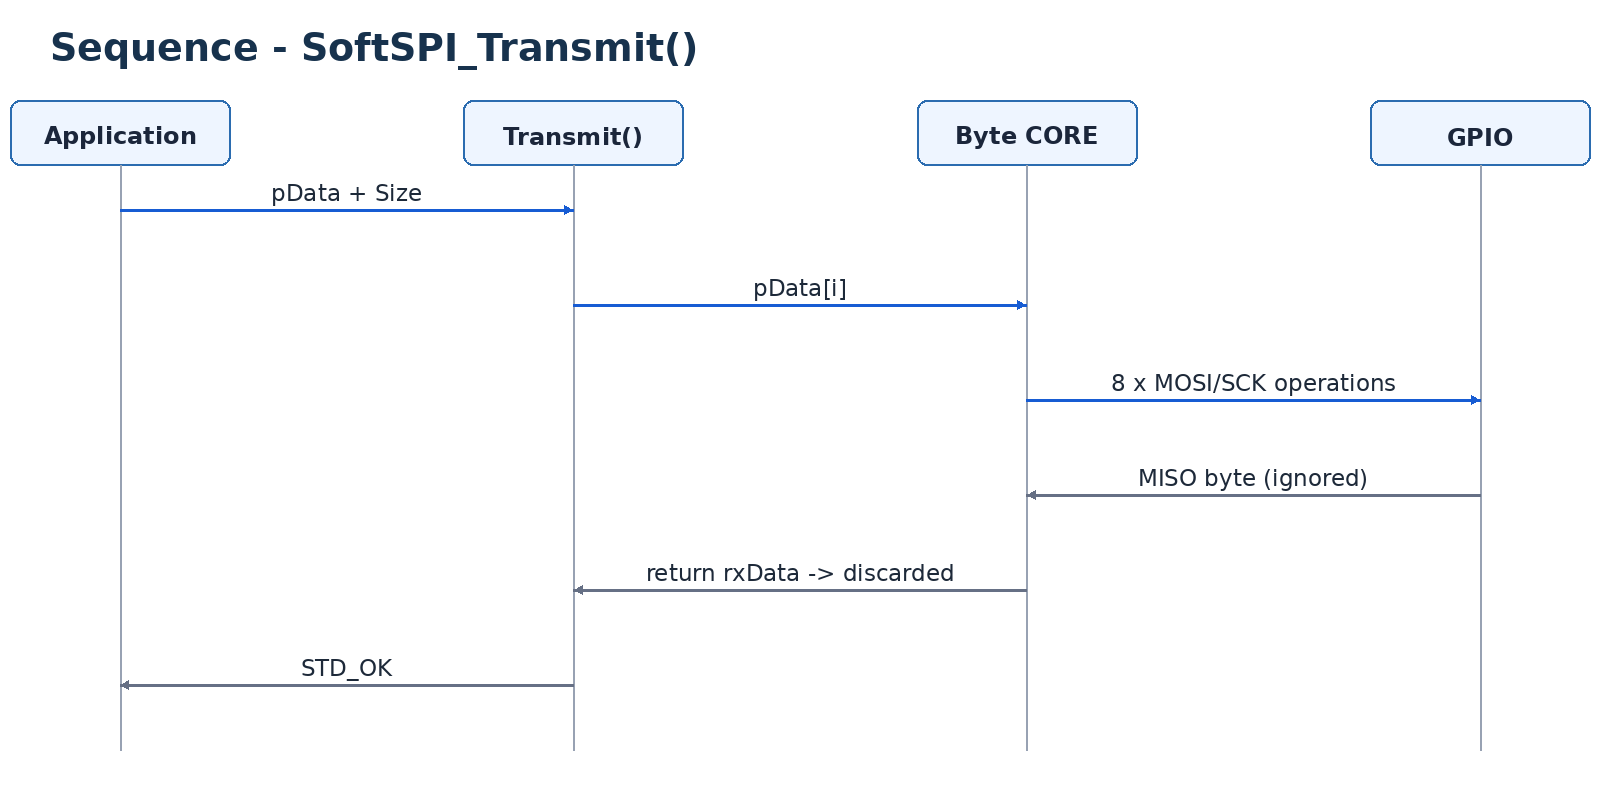 Sequence - SoftSPI_Transmit()
Application
Transmit()
Byte CORE
GPIO
pData + Size
pData[i]
8 x MOSI/SCK operations
MISO byte (ignored)
return rxData -> discarded
STD_OK